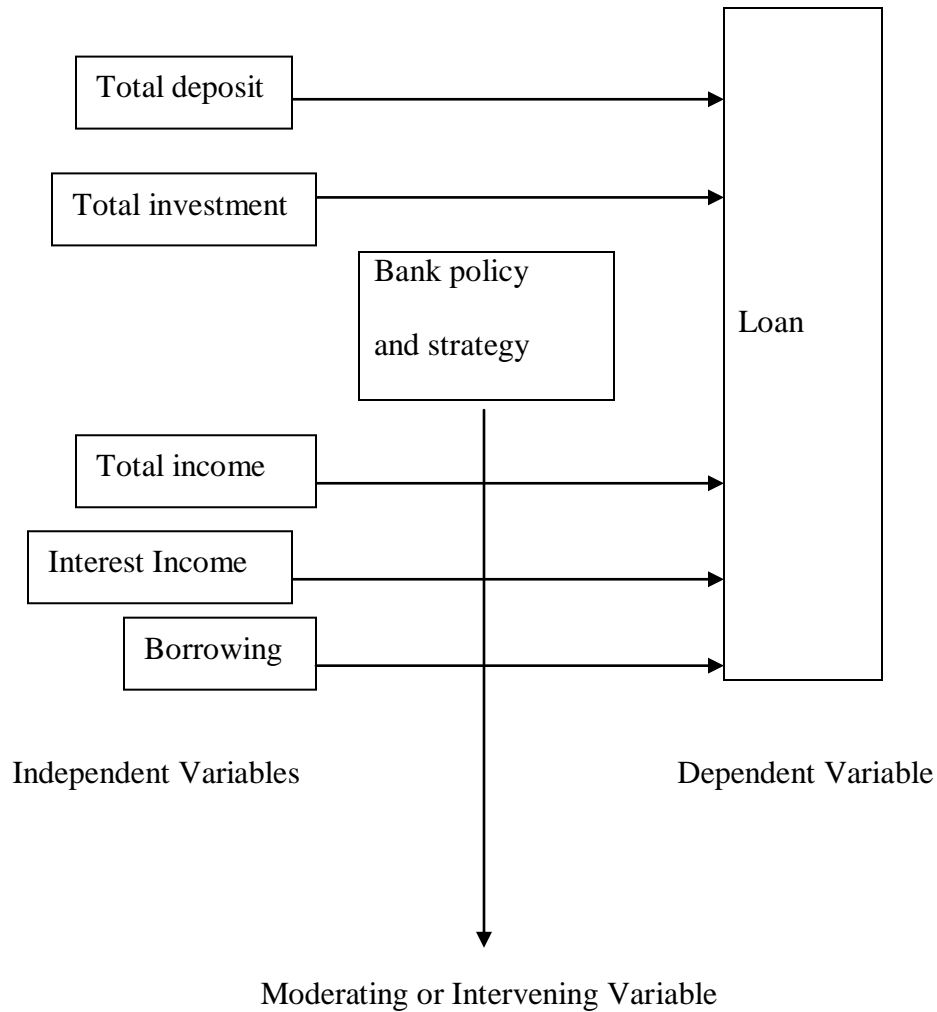 Total deposit
Total investment
Bank policy
and strategy
Loan
Total income
Interest Income
Borrowing
Independent Variables
Dependent Variable
Moderating or Intervening Variable